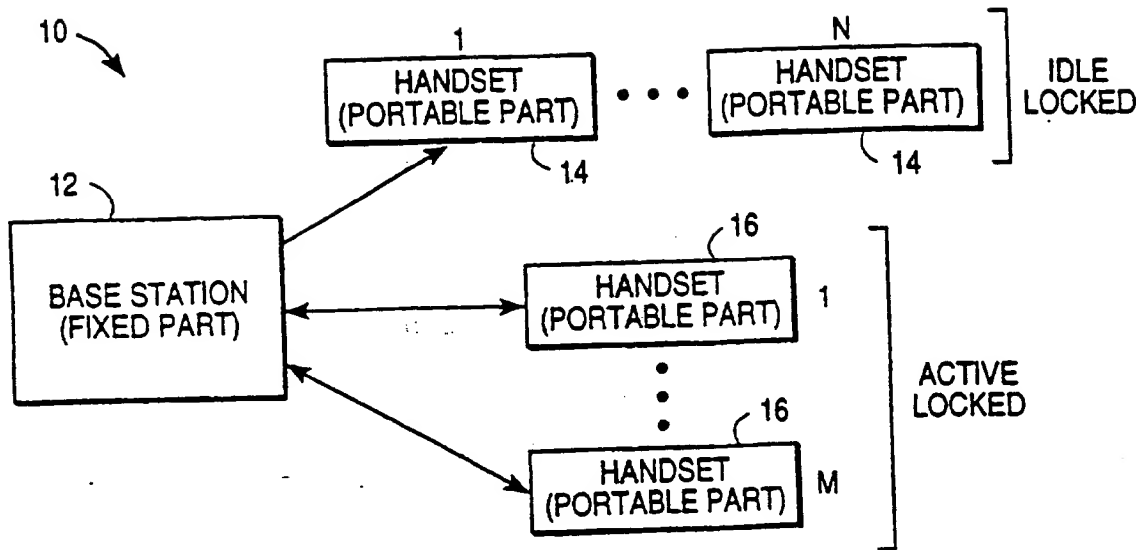 10
1
N
HANDSET
(PORTABLE PART)
HANDSET
(PORTABLE PART)
IDLE
LOCKED
14
14
12
BASE STATION
(FIXED PART)
16
HANDSET
(PORTABLE PART)
1
ACTIVE
LOCKED
16
HANDSET
(PORTABLE PART)
M